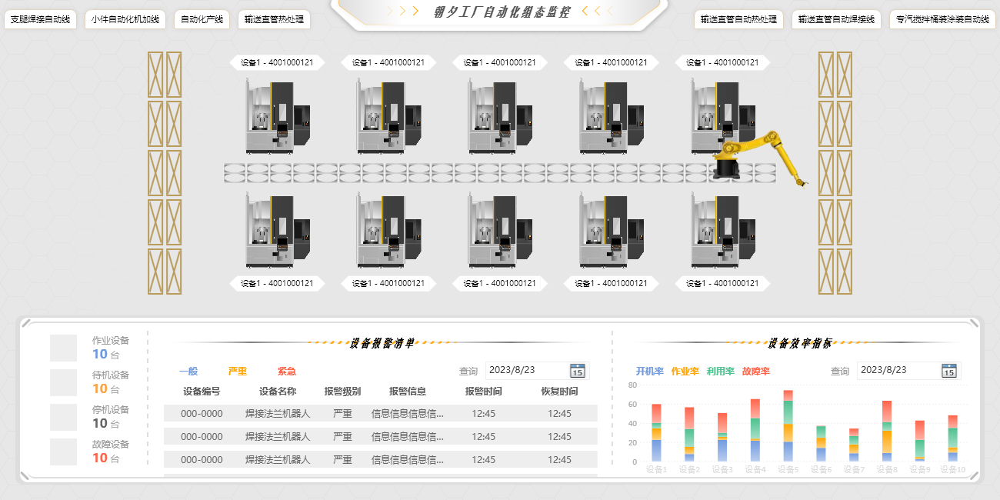 支腿焊接自动线
小件自动化机加线
自动化产线
输送直管热处理
朝夕工厂自动化组态监控
输送直管自动热处理
输送直管自动焊接线
专汽搅拌桶装涂装自动线
设备1 - 4001000121
设备1 - 4001000121
设备1 - 4001000121
设备1 - 4001000121
设备1 - 4001000121
设备1 - 4001000121
设备1 - 4001000121
设备1 - 4001000121
设备1 - 4001000121
设备1 - 4001000121
作业设备
10 台
待机设备
10 台
停机设备
10 台
故障设备
10 台
设备报警清单
一般 严重 紧急 查询 2023/8/23 15
设备编号 设备名称 报警级别 报警信息 报警时间 恢复时间
000-0000 焊接法兰机器人 严重 信息信息信息信... 12:45 12:45
000-0000 焊接法兰机器人 严重 信息信息信息信... 12:45 12:45
000-0000 焊接法兰机器人 严重 信息信息信息信... 12:45 12:45
设备效率指标
开机率 作业率 利用率 故障率 查询 2023/8/23 15
80
60
40
20
0
设备1 设备2 设备3 设备4 设备5 设备6 设备7 设备8 设备9 设备10